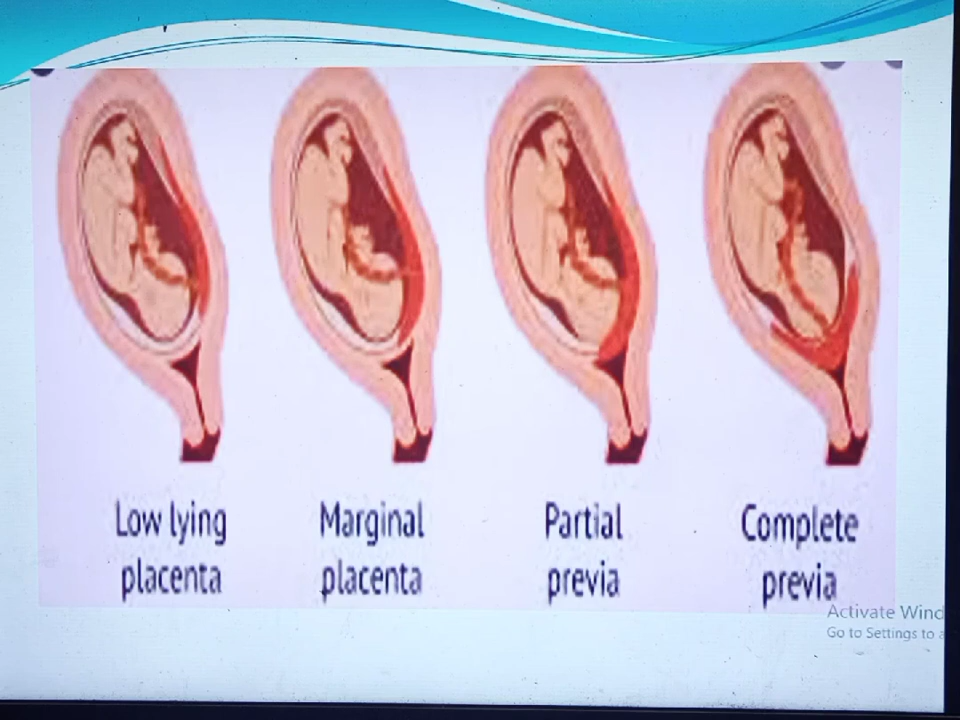 Low lying
placenta
Marginal
placenta
Partial
previa
Complete
previa
Activate Wind
Go to Settings to a